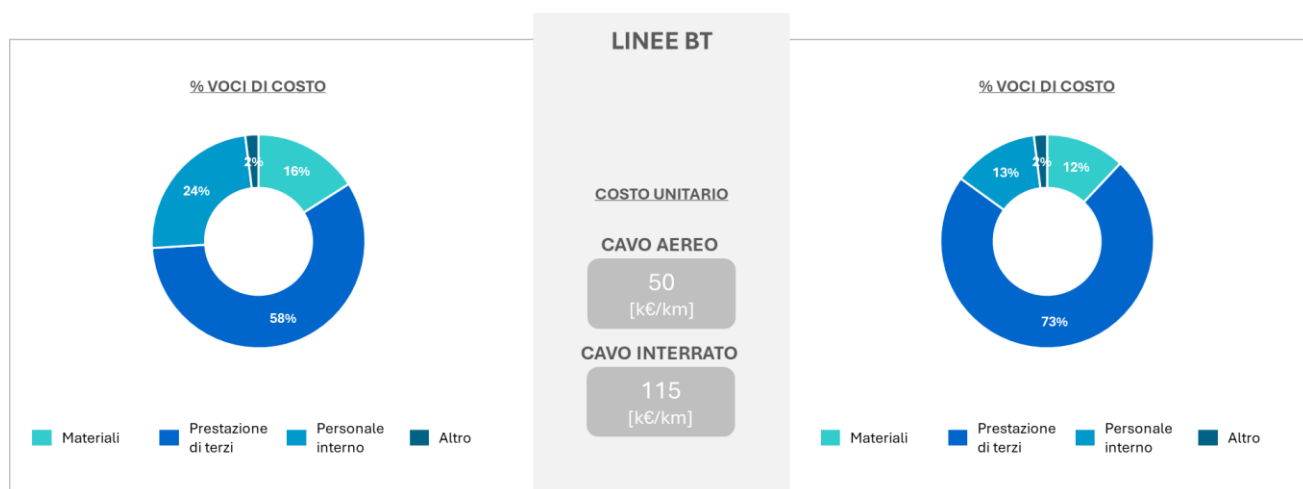 LINEE BT
% VOCI DI COSTO
2%
16%
24%
58%
Materiali
Prestazione
di terzi
Personale
interno
Altro
COSTO UNITARIO
CAVO AEREO
50
[k€/km]
CAVO INTERRATO
115
[k€/km]
% VOCI DI COSTO
2%
12%
13%
73%
Materiali
Prestazione
di terzi
Personale
interno
Altro